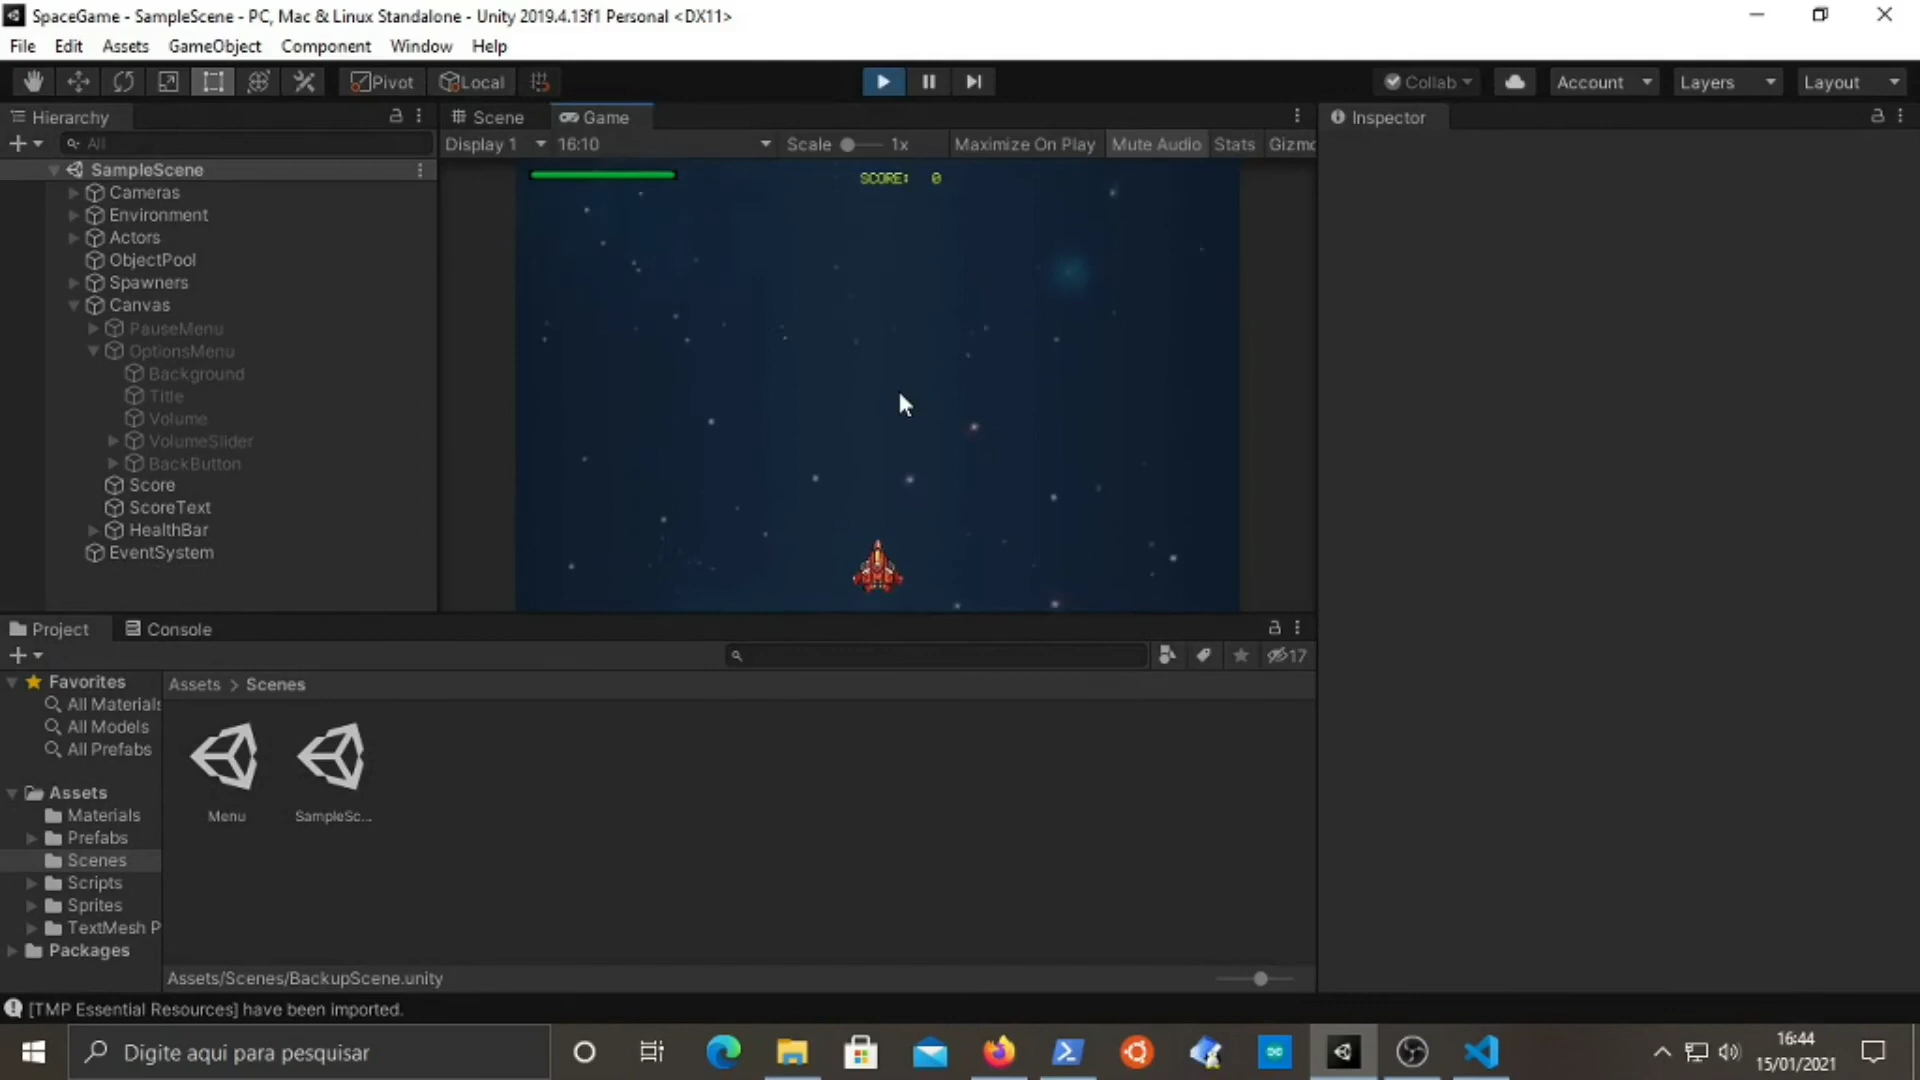 SpaceGame - SampleScene - PC, Mac & Linux Standalone - Unity 2019.4.13f1 Personal <DX11>
File Edit Assets GameObject Component Window Help
Pivot Local Collab Account Layers Layout
Hierarchy
All
SampleScene
Cameras
Environment
Actors
ObjectPool
Spawners
Canvas
PauseMenu
OptionsMenu
Background
Title
Volume
VolumeSlider
BackButton
Score
ScoreText
HealthBar
EventSystem
Scene Game
Display 1 16:10 Scale 1x Maximize On Play Mute Audio Stats Gizmo
SCORE: 0
Inspector
Project Console
17
Favorites
All Materials
All Models
All Prefabs
Assets
Materials
Prefabs
Scenes
Scripts
Sprites
TextMesh P
Packages
Assets > Scenes
Menu SampleSc...
Assets/Scenes/BackupScene.unity
[TMP Essential Resources] have been imported.
Digite aqui para pesquisar
16:44
15/01/2021